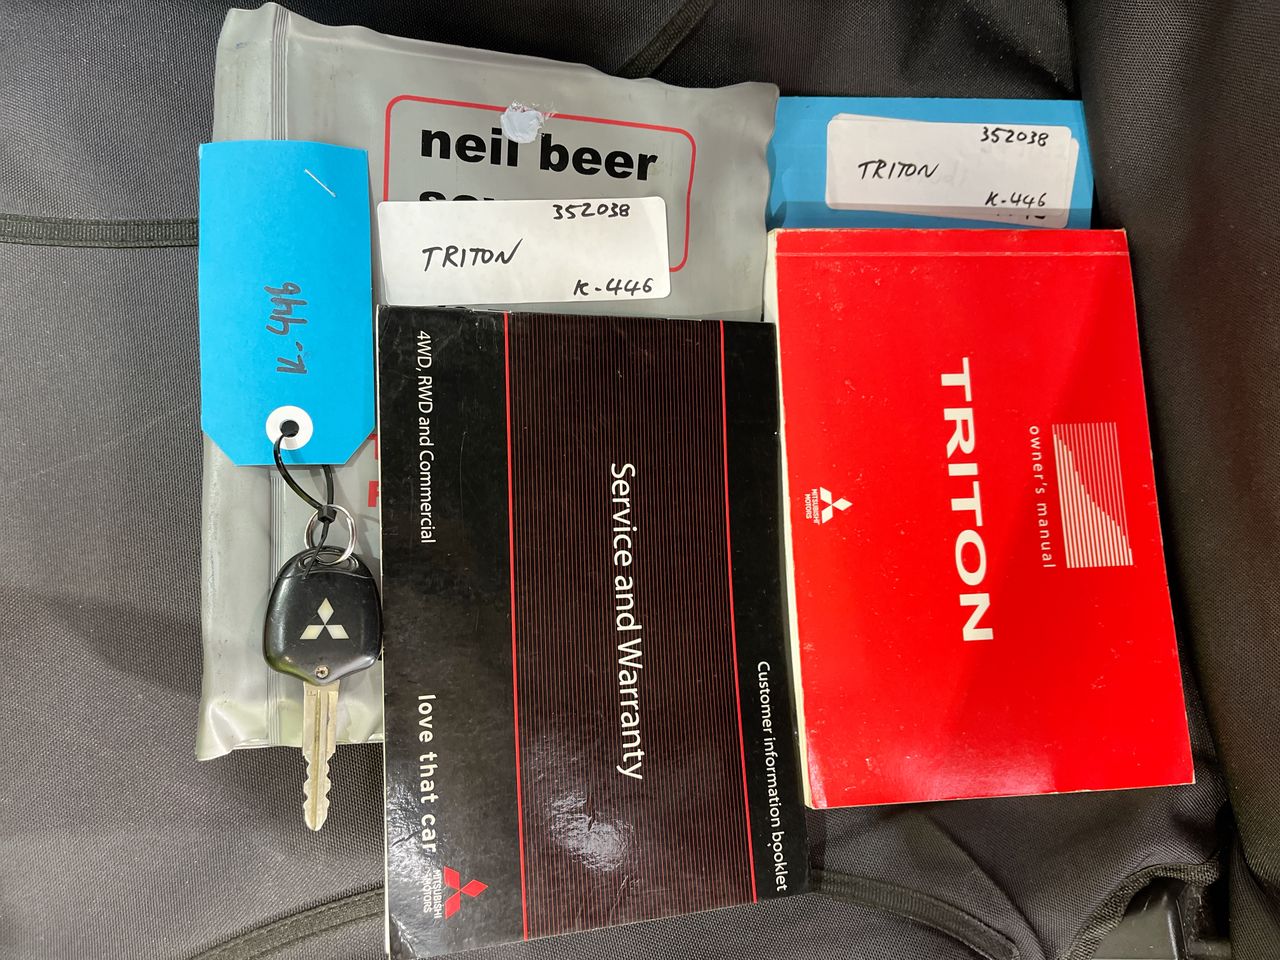 neil beer
352038
TRITON
K-446
352038
TRITON
K-446
K-446
4WD, RWD and Commercial
love that car
MITSUBISHI
MOTORS
Service and Warranty
Customer information booklet
TRITON
owner's manual
MITSUBISHI
MOTORS